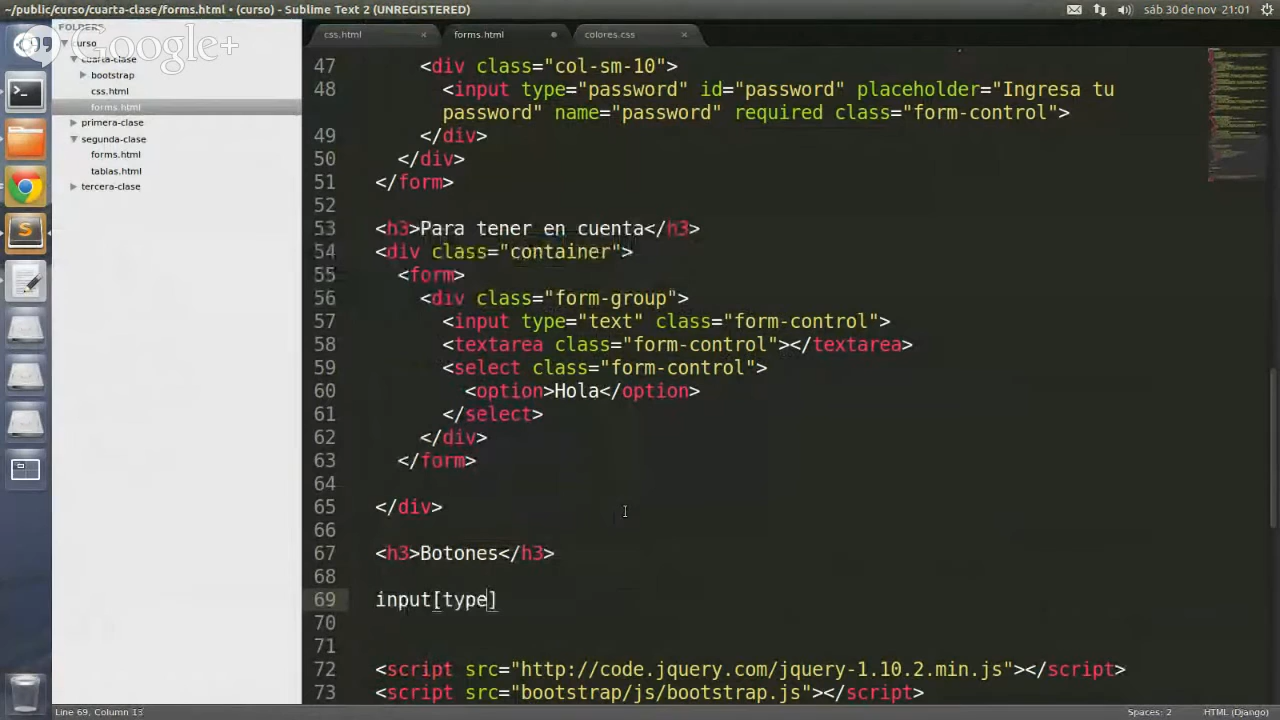 ~/public/curso/cuarta-clase/forms.html • (curso) - Sublime Text 2 (UNREGISTERED)
sáb 30 de nov 21:01
Google+
FOLDERS
curso
cuarta-clase
bootstrap
css.html
forms.html
primera-clase
segunda-clase
forms.html
tablas.html
tercera-clase
css.html × forms.html • colores.css ×
47 <div class="col-sm-10">
48 <input type="password" id="password" placeholder="Ingresa tu
password" name="password" required class="form-control">
49 </div>
50 </div>
51 </form>
52
53 <h3>Para tener en cuenta</h3>
54 <div class="container">
55 <form>
56 <div class="form-group">
57 <input type="text" class="form-control">
58 <textarea class="form-control"></textarea>
59 <select class="form-control">
60 <option>Hola</option>
61 </select>
62 </div>
63 </form>
64
65 </div>
66
67 <h3>Botones</h3>
68
69 input[type]
70
71
72 <script src="http://code.jquery.com/jquery-1.10.2.min.js"></script>
73 <script src="bootstrap/js/bootstrap.js"></script>
Line 69, Column 13
Spaces: 2
HTML (Django)